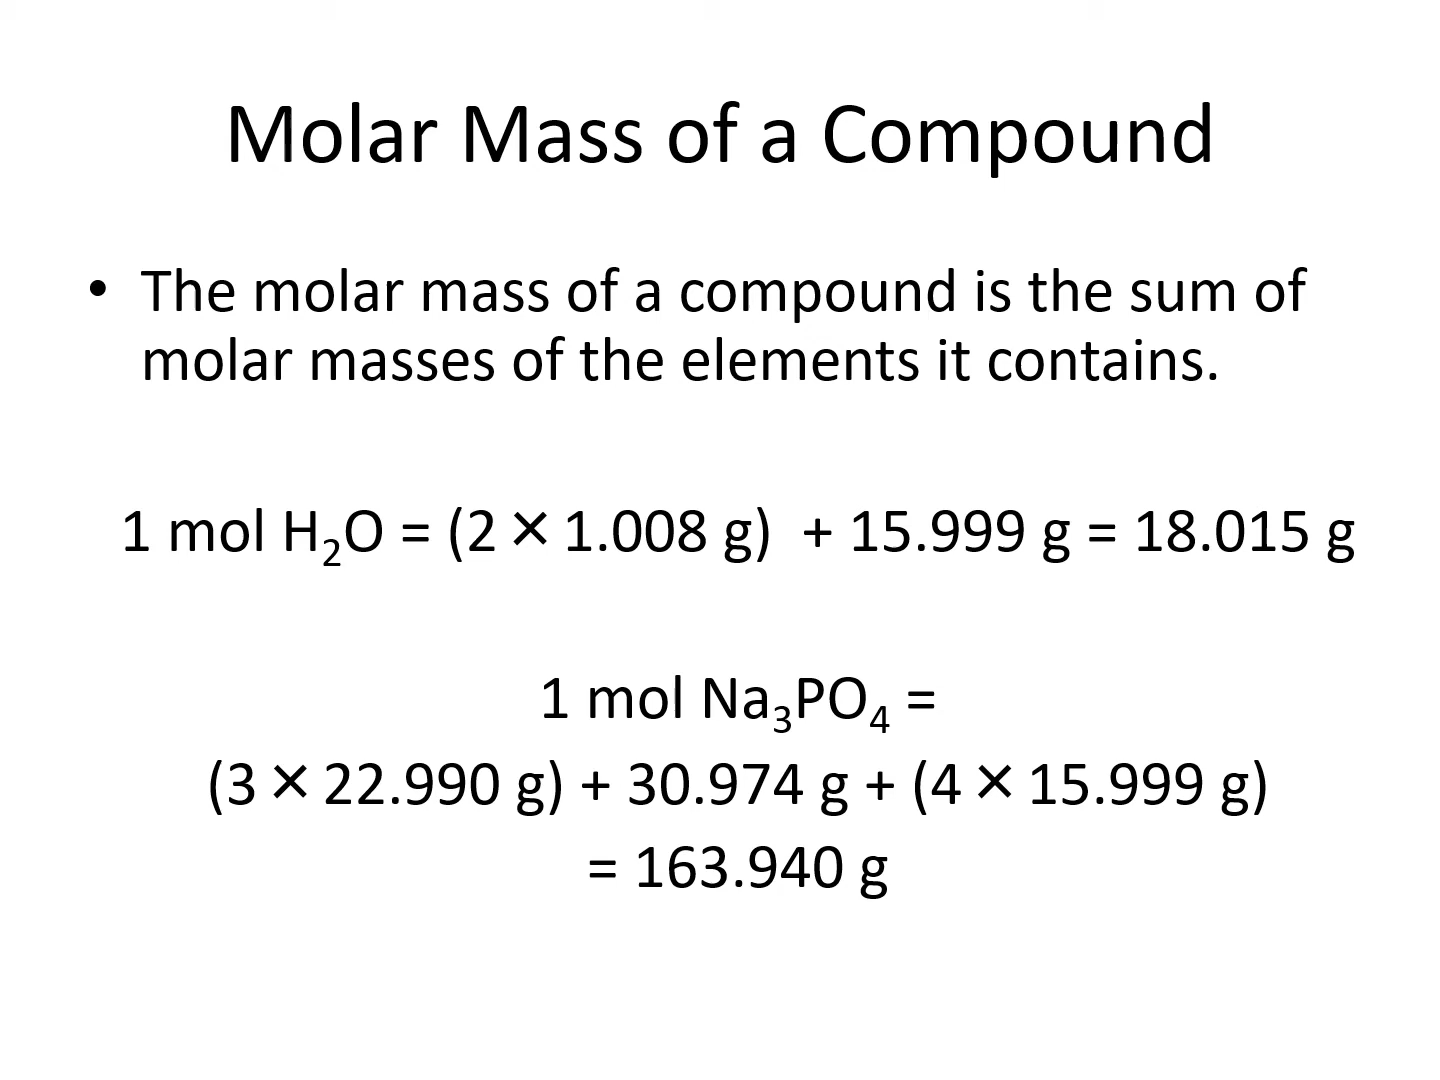 Molar Mass of a Compound
• The molar mass of a compound is the sum of
molar masses of the elements it contains.
1 mol H₂O = (2 × 1.008 g) + 15.999 g = 18.015 g
1 mol Na₃PO₄ =
(3 × 22.990 g) + 30.974 g + (4 × 15.999 g)
= 163.940 g